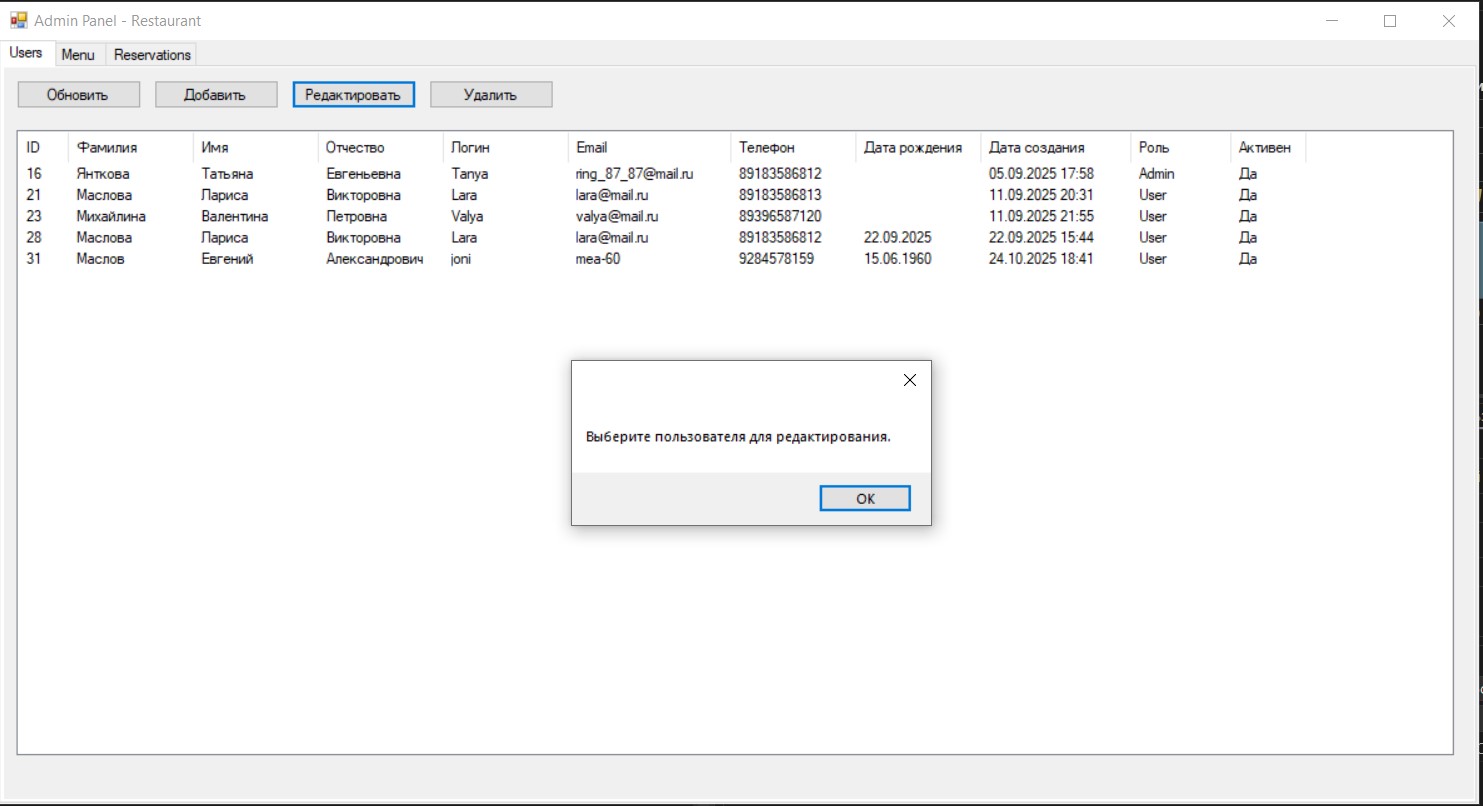 Admin Panel - Restaurant
Users Menu Reservations
Обновить Добавить Редактировать Удалить
ID Фамилия Имя Отчество Логин Email Телефон Дата рождения Дата создания Роль Активен
16 Янткова Татьяна Евгеньевна Tanya ring_87_87@mail.ru 89183586812 05.09.2025 17:58 Admin Да
21 Маслова Лариса Викторовна Lara lara@mail.ru 89183586813 11.09.2025 20:31 User Да
23 Михайлина Валентина Петровна Valya valya@mail.ru 89396587120 11.09.2025 21:55 User Да
28 Маслова Лариса Викторовна Lara lara@mail.ru 89183586812 22.09.2025 22.09.2025 15:44 User Да
31 Маслов Евгений Александрович joni mea-60 9284578159 15.06.1960 24.10.2025 18:41 User Да
Выберите пользователя для редактирования.
OK